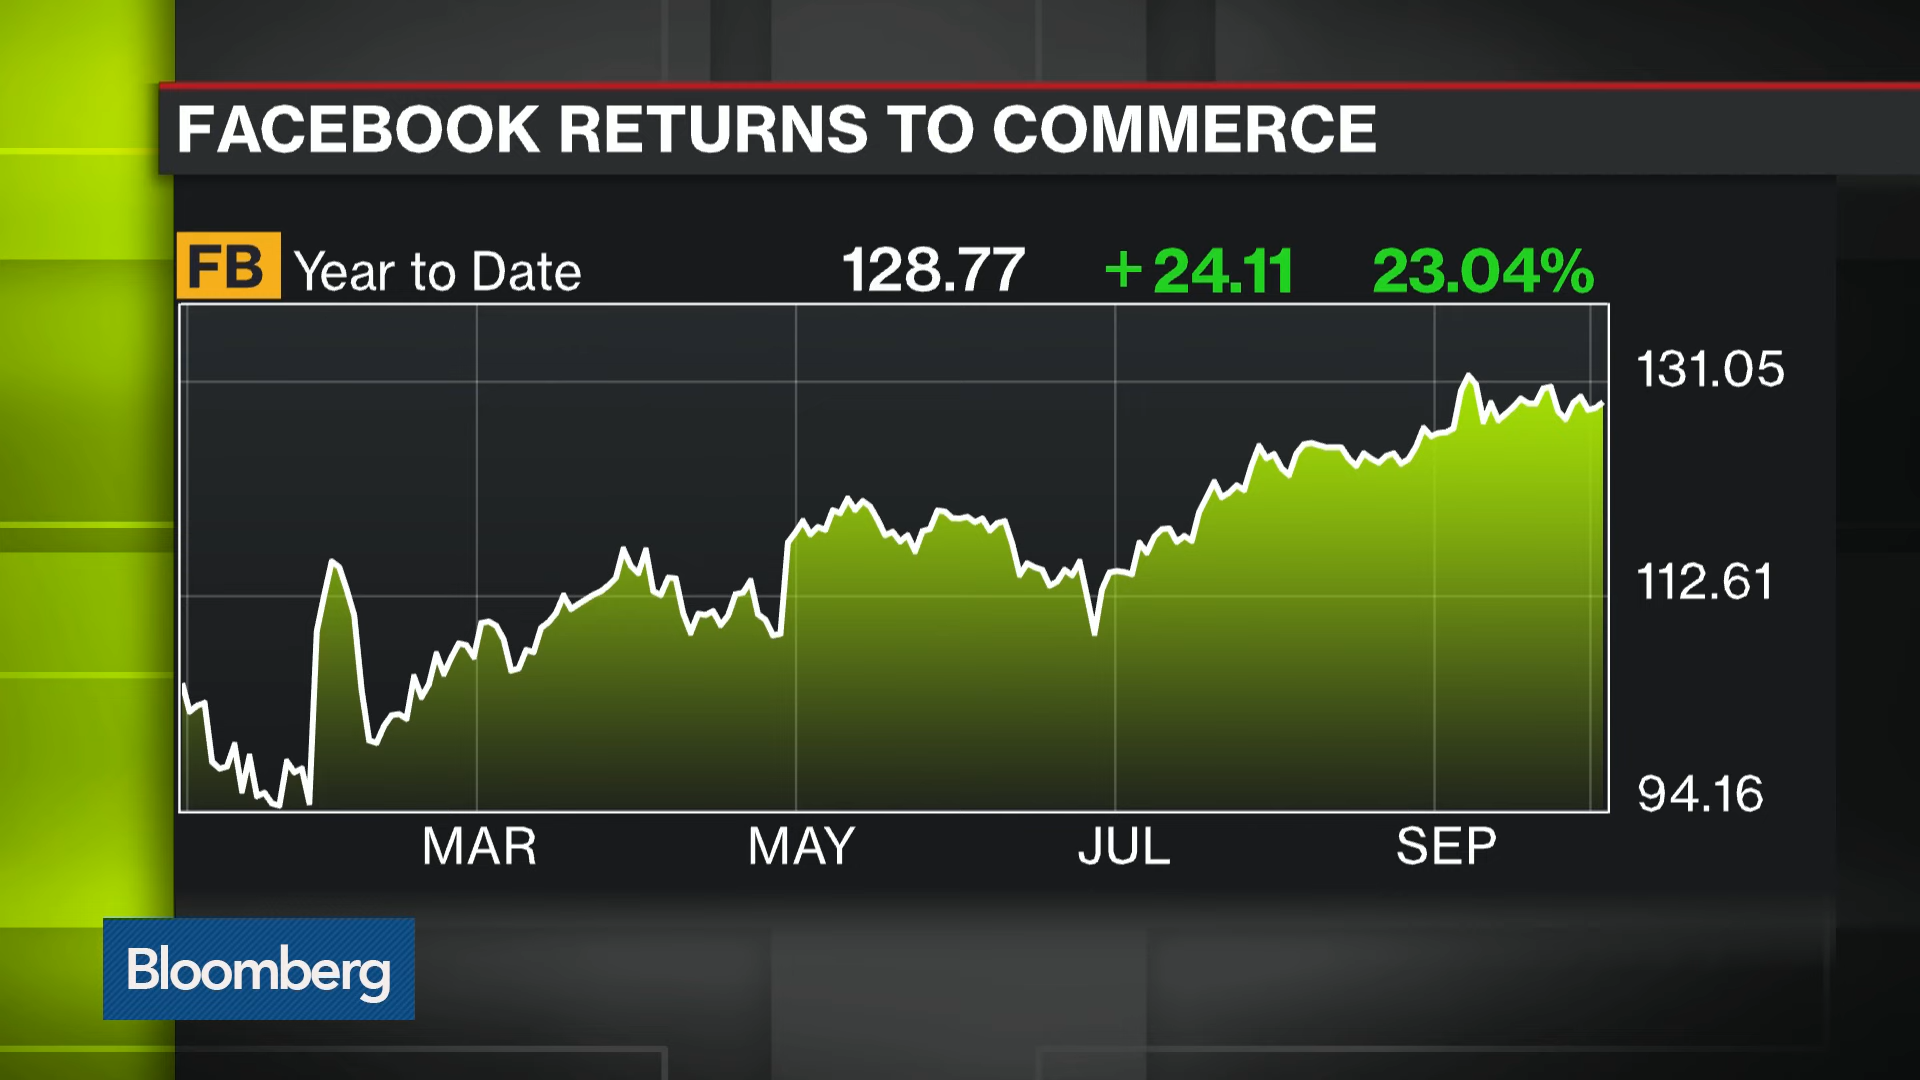 FACEBOOK RETURNS TO COMMERCE
FB Year to Date 128.77 +24.11 23.04%
131.05
112.61
94.16
MAR MAY JUL SEP
Bloomberg